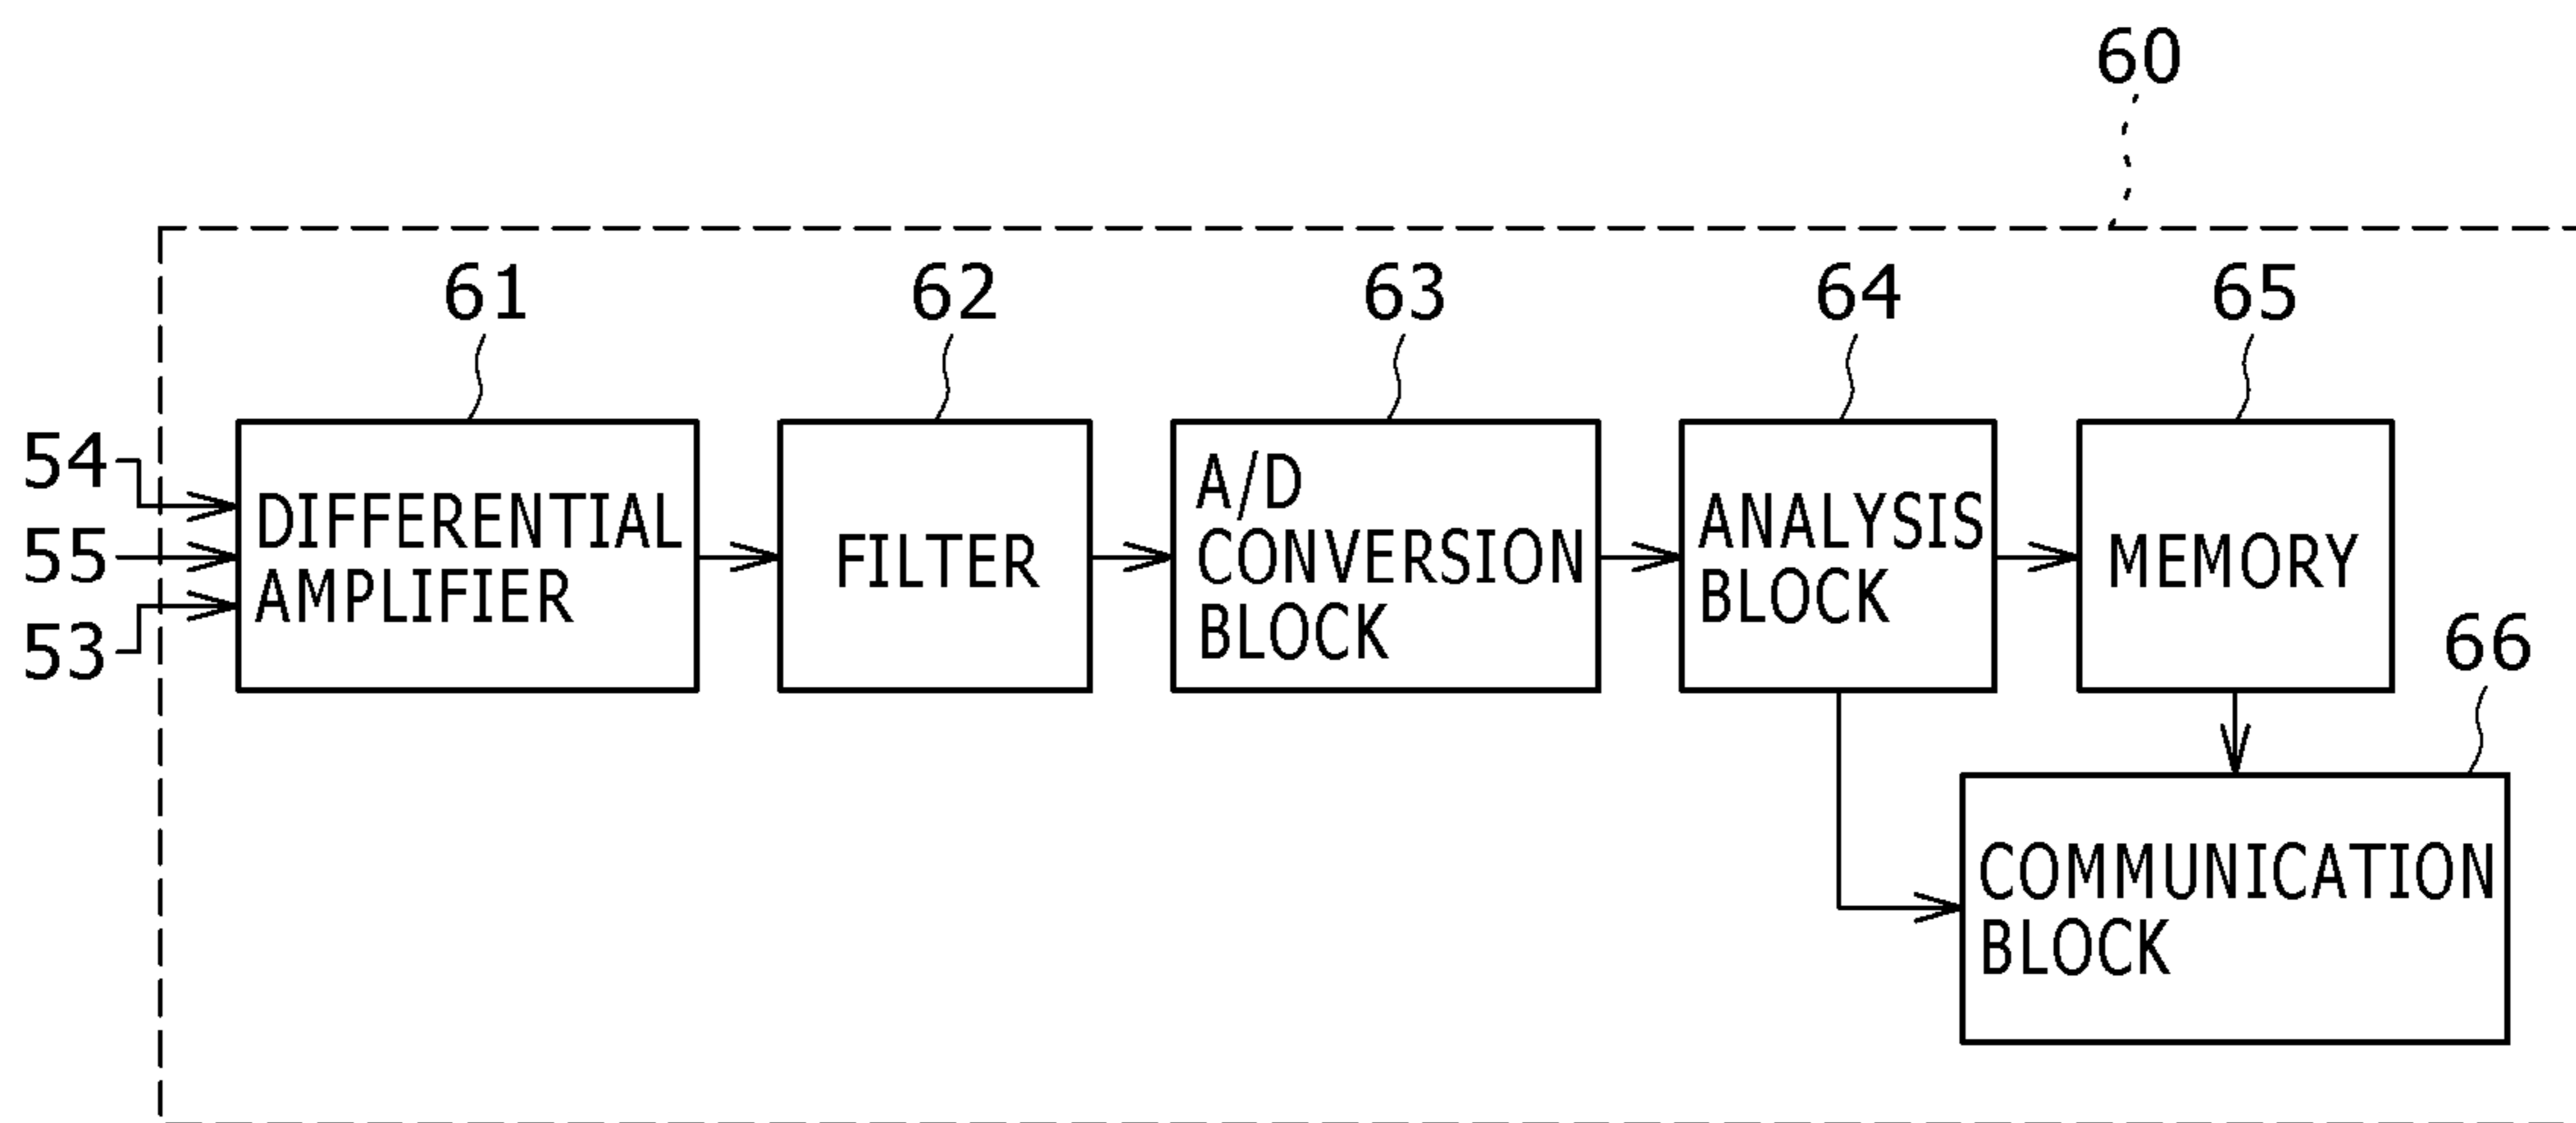 60
61
62
63
64
65
54
55
53
DIFFERENTIAL
AMPLIFIER
FILTER
A/D
CONVERSION
BLOCK
ANALYSIS
BLOCK
MEMORY
66
COMMUNICATION
BLOCK